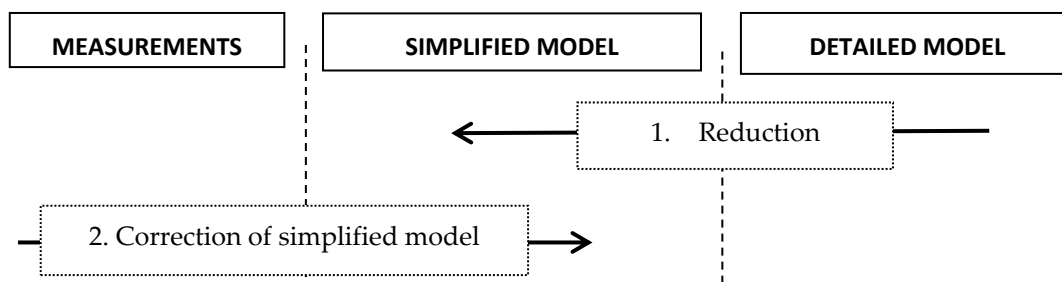 MEASUREMENTS
SIMPLIFIED MODEL
DETAILED MODEL
1. Reduction
2. Correction of simplified model